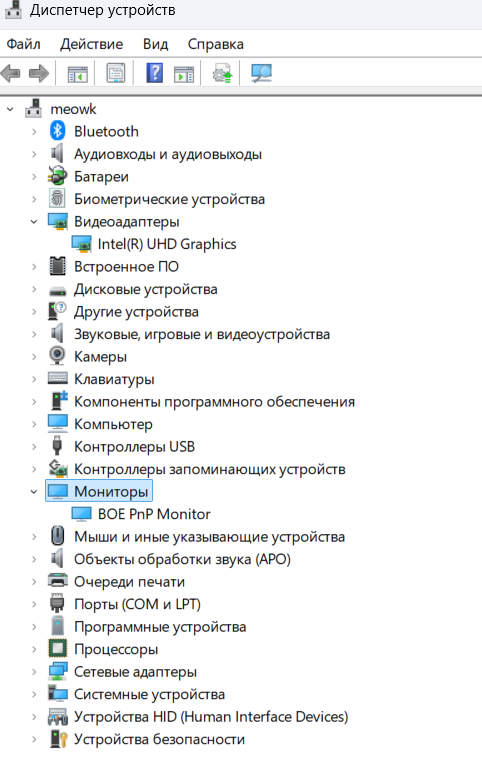 Диспетчер устройств
Файл Действие Вид Справка
meowk
Bluetooth
Аудиовходы и аудиовыходы
Батареи
Биометрические устройства
Видеоадаптеры
Intel(R) UHD Graphics
Встроенное ПО
Дисковые устройства
Другие устройства
Звуковые, игровые и видеоустройства
Камеры
Клавиатуры
Компоненты программного обеспечения
Компьютер
Контроллеры USB
Контроллеры запоминающих устройств
Мониторы
BOE PnP Monitor
Мыши и иные указывающие устройства
Объекты обработки звука (APO)
Очереди печати
Порты (COM и LPT)
Программные устройства
Процессоры
Сетевые адаптеры
Системные устройства
Устройства HID (Human Interface Devices)
Устройства безопасности